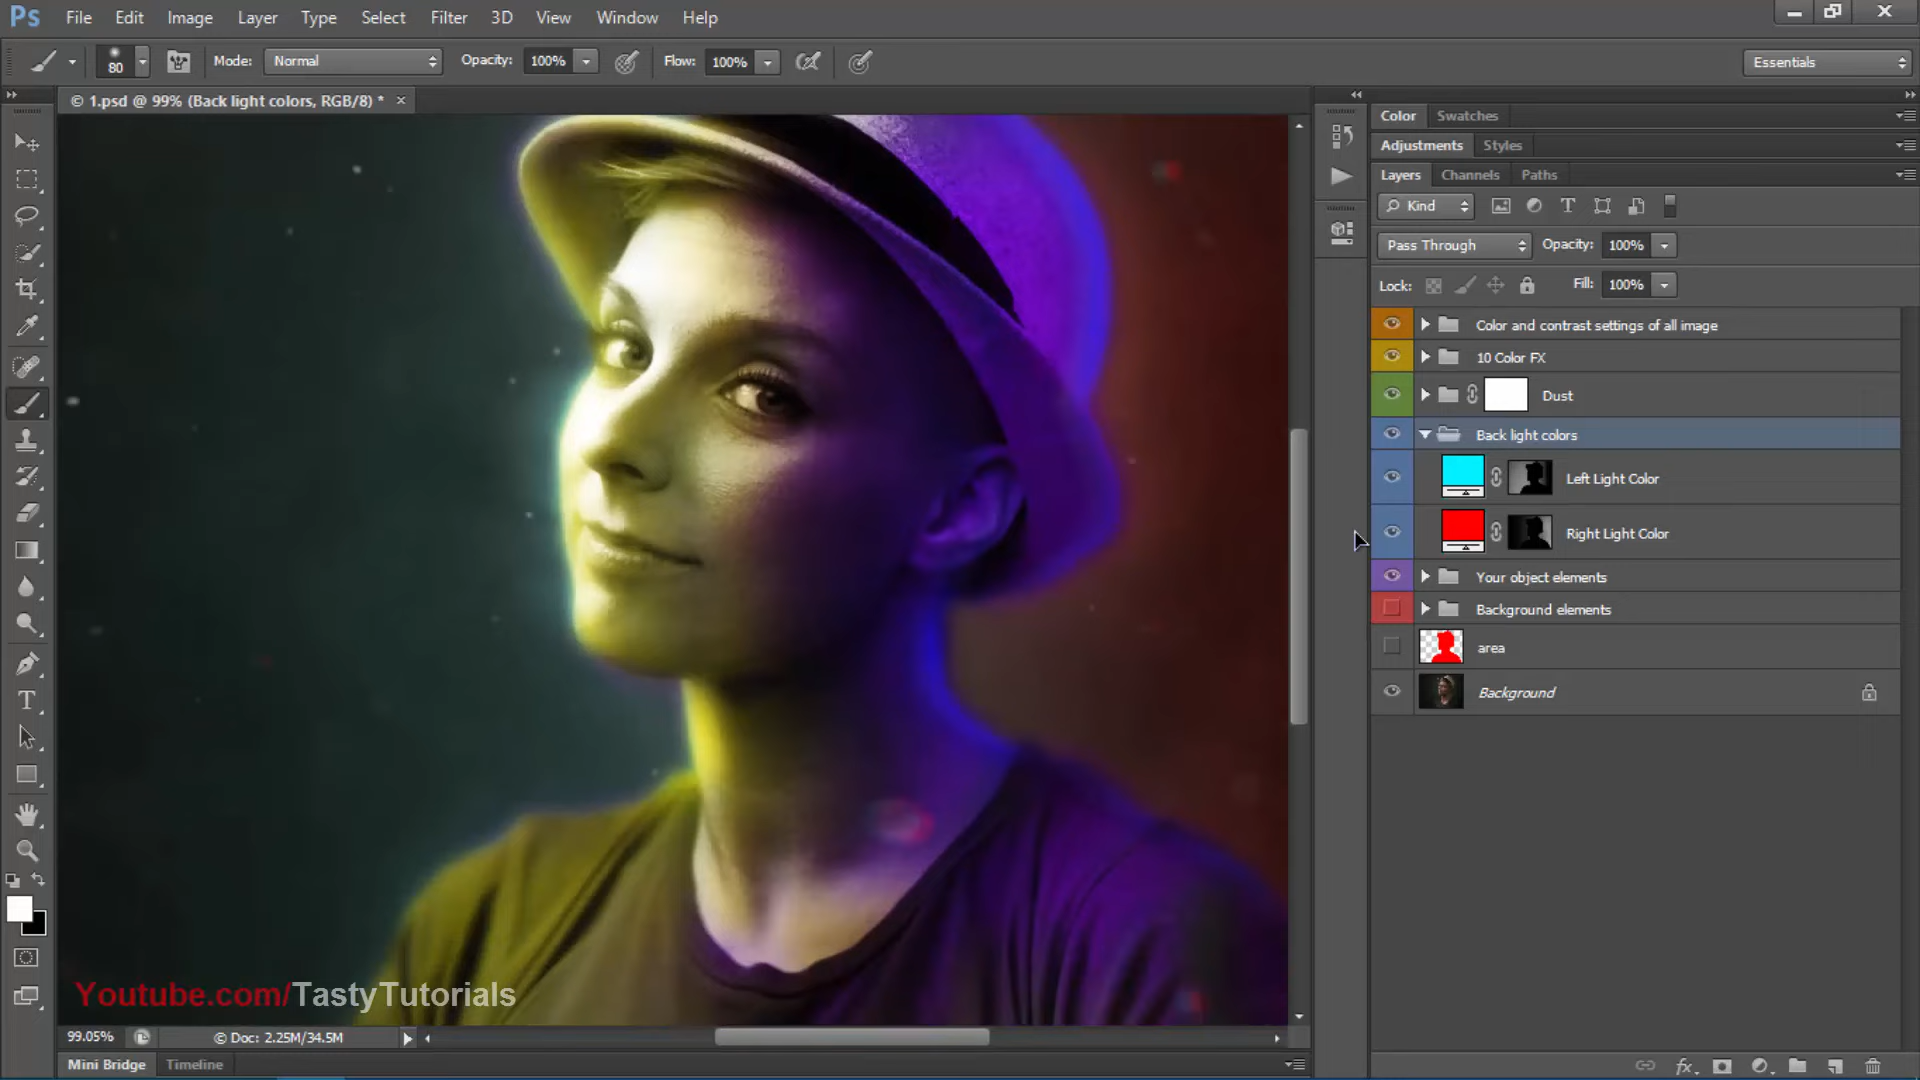 Ps File Edit Image Layer Type Select Filter 3D View Window Help
80 Mode: Normal Opacity: 100% Flow: 100% Essentials
© 1.psd @ 99% (Back light colors, RGB/8) * ×
Color Swatches
Adjustments Styles
Layers Channels Paths
Kind
Pass Through Opacity: 100%
Lock: Fill: 100%
Color and contrast settings of all image
10 Color FX
Dust
Back light colors
Left Light Color
Right Light Color
Your object elements
Background elements
area
Background
Youtube.com/TastyTutorials
99.05% © Doc: 2.25M/34.5M
Mini Bridge Timeline